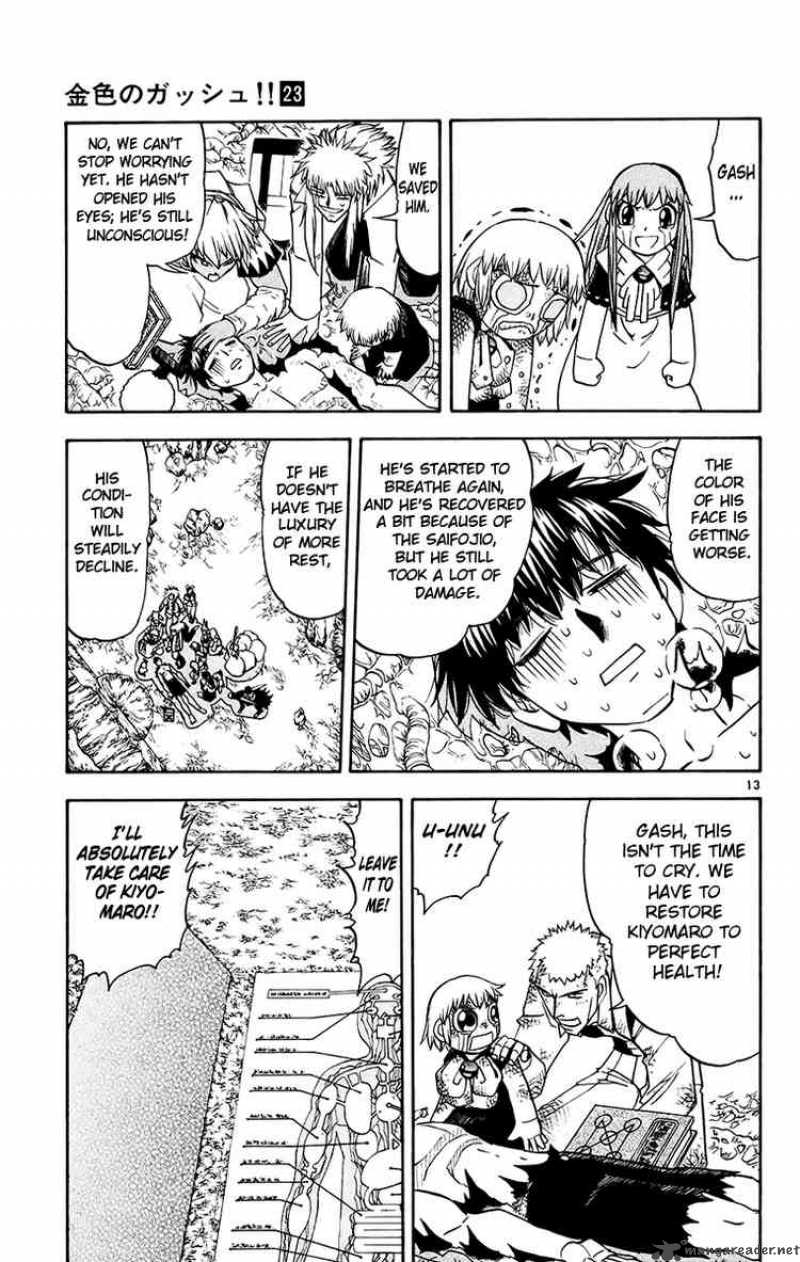 金色のガッシュ!! 23
GASH
...
WE
SAVED
HIM.
NO, WE CAN'T
STOP WORRYING
YET. HE HASN'T
OPENED HIS
EYES; HE'S STILL
UNCONSCIOUS!
THE
COLOR
OF HIS
FACE IS
GETTING
WORSE.
HE'S STARTED TO
BREATHE AGAIN,
AND HE'S RECOVERED
A BIT BECAUSE OF
THE SAIFOJIO,
BUT HE STILL
TOOK A LOT OF
DAMAGE.
IF HE
DOESN'T
HAVE THE
LUXURY
OF MORE
REST,
HIS
CONDI-
TION
WILL
STEADILY
DECLINE.
13
GASH, THIS
ISN'T THE TIME
TO CRY. WE
HAVE TO
RESTORE
KIYOMARO TO
PERFECT
HEALTH!
U-UNU
!!
LEAVE
IT TO
ME!
I'LL
ABSOLUTELY
TAKE CARE
OF KIYO-
MARO!!
mangareader.net